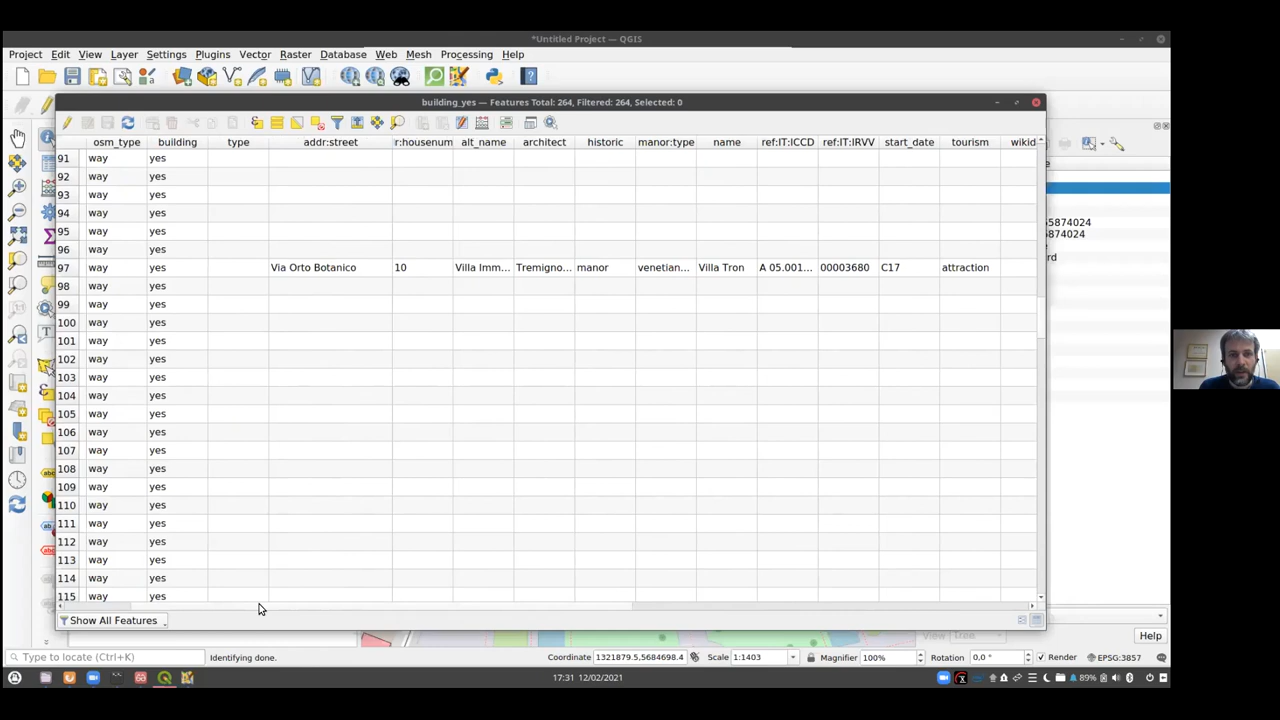 *Untitled Project — QGIS
Project Edit View Layer Settings Plugins Vector Raster Database Web Mesh Processing Help
building_yes — Features Total: 264, Filtered: 264, Selected: 0
osm_type building type addr:street r:housenum alt_name architect historic manor:type name ref:IT:ICCD ref:IT:IRVV start_date tourism wikid
91 way yes
92 way yes
93 way yes
94 way yes
95 way yes
96 way yes
97 way yes Via Orto Botanico 10 Villa Imm... Tremigno... manor venetian... Villa Tron A 05.001... 00003680 C17 attraction
98 way yes
99 way yes
100 way yes
101 way yes
102 way yes
103 way yes
104 way yes
105 way yes
106 way yes
107 way yes
108 way yes
109 way yes
110 way yes
111 way yes
112 way yes
113 way yes
114 way yes
115 way yes
55874024
55874024
Show All Features
View Tree
Help
Type to locate (Ctrl+K) Identifying done. Coordinate 1321879.5,5684698.4 Scale 1:1403 Magnifier 100% Rotation 0,0 ° Render EPSG:3857
17:31 12/02/2021 89%